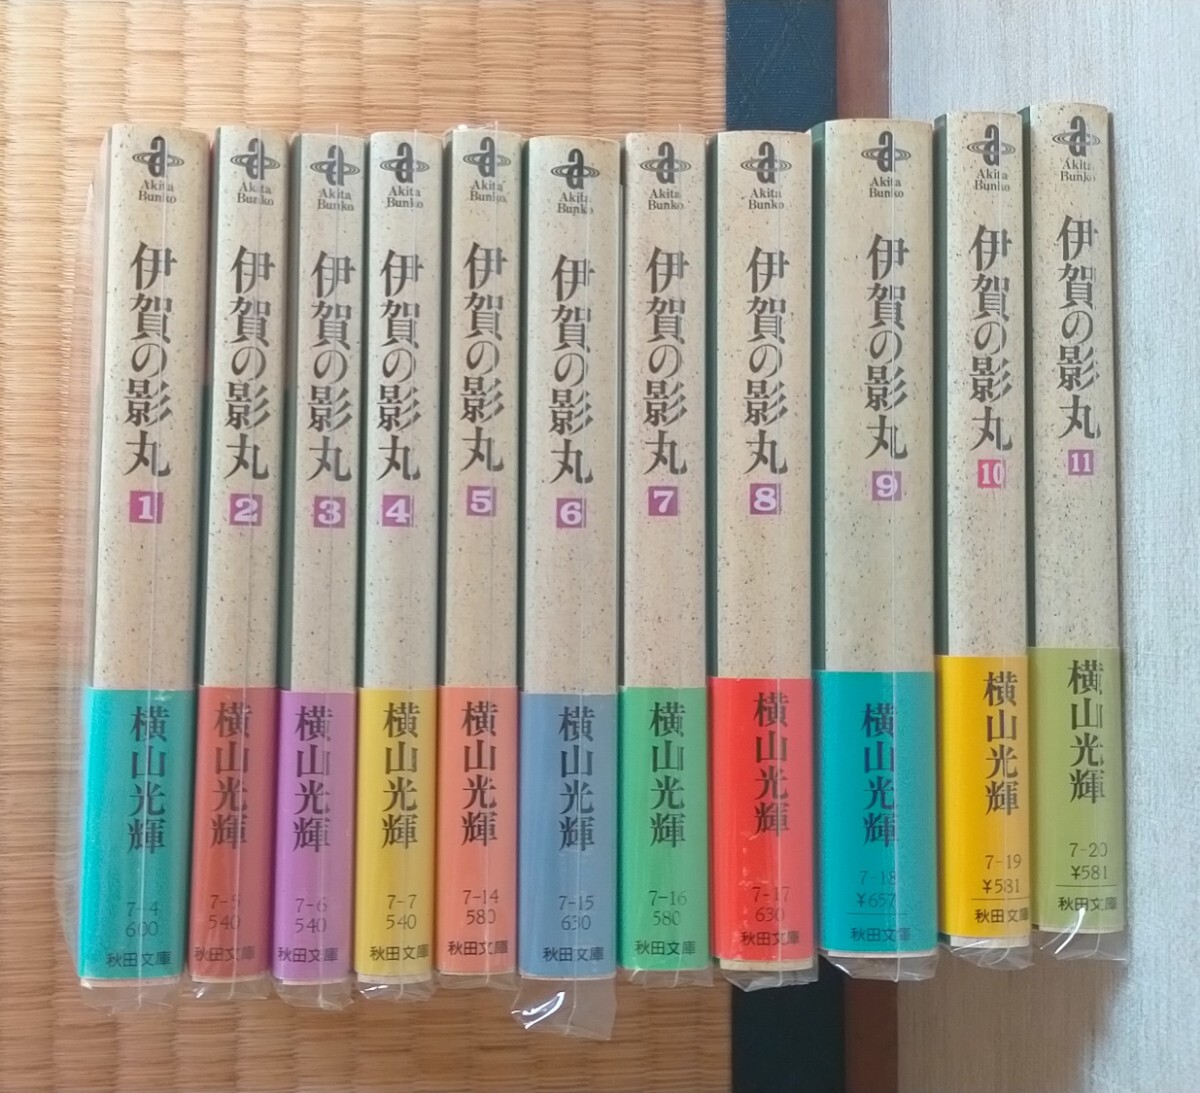 Akita
Bunko
伊賀の影丸
1
横山光輝
7-4
600
秋田文庫
Akita
Bunko
伊賀の影丸
2
横山光輝
7-5
540
秋田文庫
Akita
Bunko
伊賀の影丸
3
横山光輝
7-6
540
秋田文庫
Akita
Bunko
伊賀の影丸
4
横山光輝
7-7
540
秋田文庫
Akita
Bunko
伊賀の影丸
5
横山光輝
7-14
580
秋田文庫
Akita
Bunko
伊賀の影丸
6
横山光輝
7-15
630
秋田文庫
Akita
Bunko
伊賀の影丸
7
横山光輝
7-16
580
秋田文庫
Akita
Bunko
伊賀の影丸
8
横山光輝
7-17
630
秋田文庫
Akita
Bunko
伊賀の影丸
9
横山光輝
7-18
¥657
秋田文庫
Akita
Bunko
伊賀の影丸
10
横山光輝
7-19
¥581
秋田文庫
Akita
Bunko
伊賀の影丸
11
横山光輝
7-20
¥581
秋田文庫